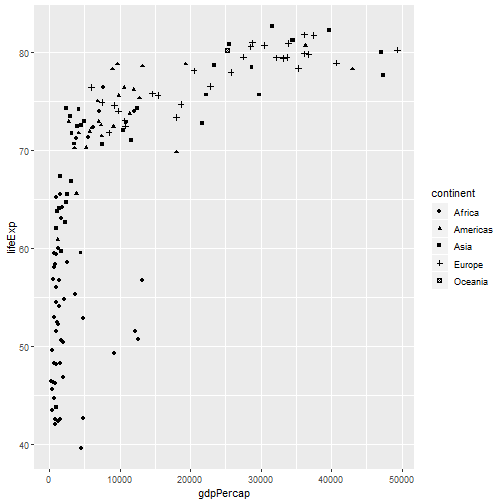 lifeExp
80
70
60
50
40
0
10000
20000
30000
40000
50000
gdpPercap
continent
Africa
Americas
Asia
Europe
Oceania